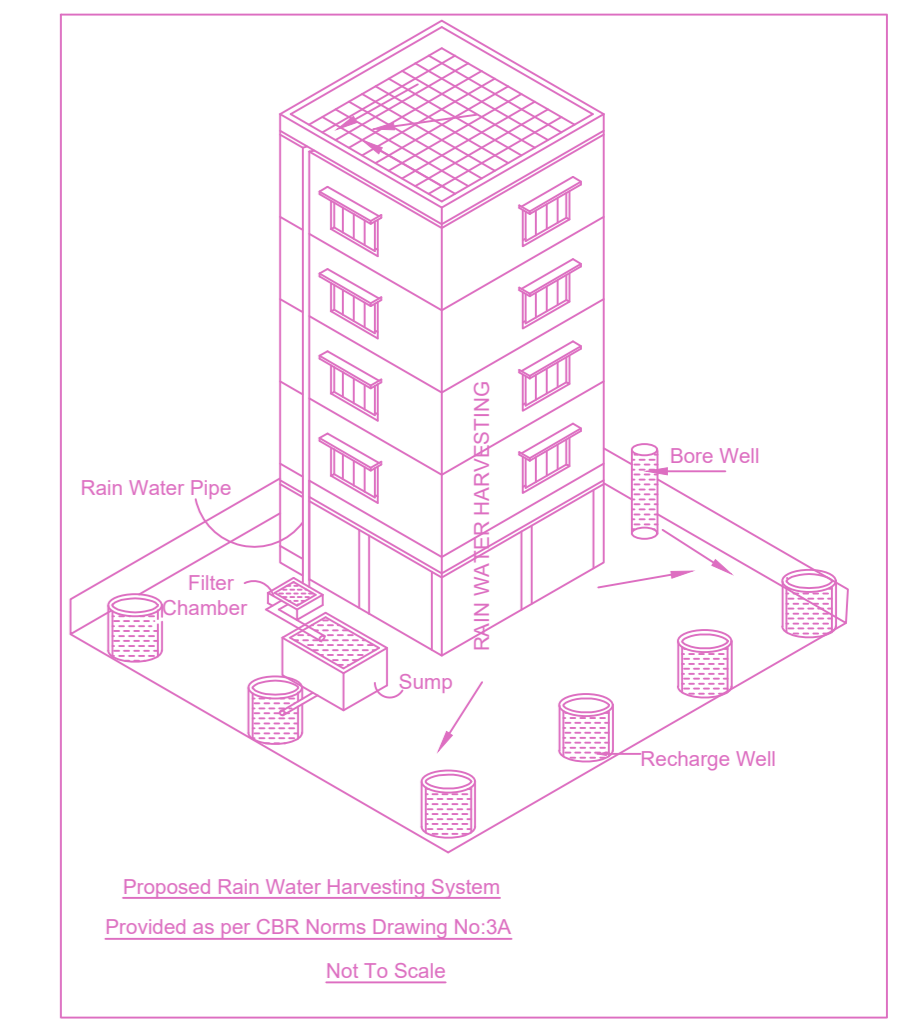 RAIN WATER HARVESTING
Bore Well
Rain Water Pipe
Filter
Chamber
Sump
Recharge Well
Proposed Rain Water Harvesting System
Provided as per CBR Norms Drawing No:3A
Not To Scale